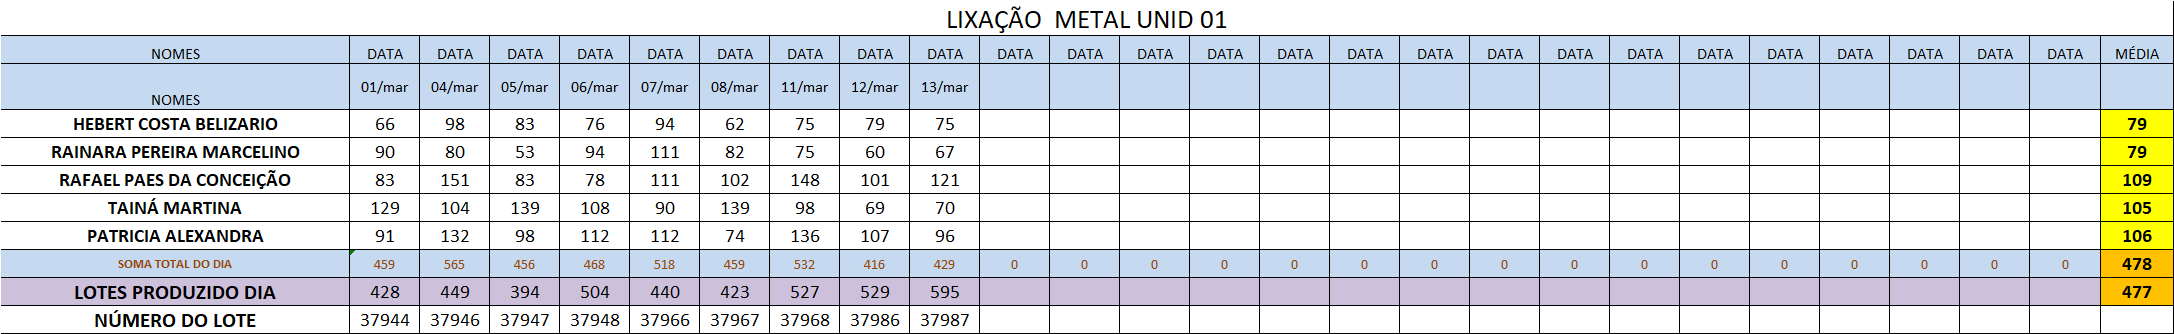 LIXAÇÃO METAL UNID 01
NOMES DATA DATA DATA DATA DATA DATA DATA DATA DATA DATA DATA DATA DATA DATA DATA DATA DATA DATA DATA DATA DATA DATA DATA DATA DATA MÉDIA
NOMES 01/mar 04/mar 05/mar 06/mar 07/mar 08/mar 11/mar 12/mar 13/mar
HEBERT COSTA BELIZARIO 66 98 83 76 94 62 75 79 75 79
RAINARA PEREIRA MARCELINO 90 80 53 94 111 82 75 60 67 79
RAFAEL PAES DA CONCEIÇÃO 83 151 83 78 111 102 148 101 121 109
TAINÁ MARTINA 129 104 139 108 90 139 98 69 70 105
PATRICIA ALEXANDRA 91 132 98 112 112 74 136 107 96 106
SOMA TOTAL DO DIA 459 565 456 468 518 459 532 416 429 0 0 0 0 0 0 0 0 0 0 0 0 0 0 0 0 478
LOTES PRODUZIDO DIA 428 449 394 504 440 423 527 529 595 477
NÚMERO DO LOTE 37944 37946 37947 37948 37966 37967 37968 37986 37987